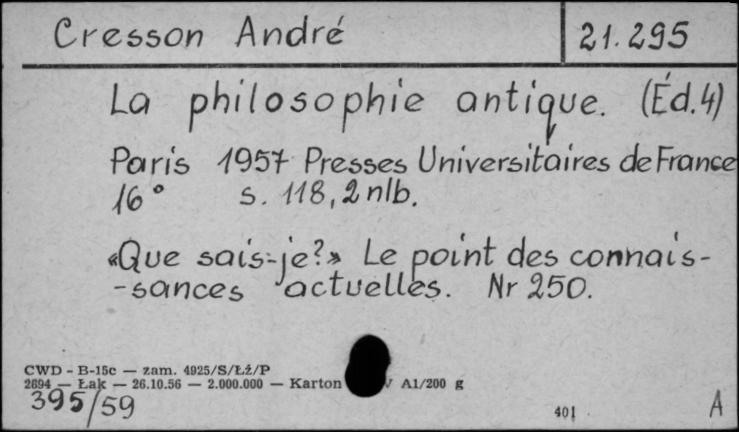 Cresson André 21.295
La philosophie antique. (Éd.4)
Paris 1957 Presses Universitaires de France
16° s. 118, 2 nlb.
«Que sais-je?» Le point des connais-
-sances actuelles. Nr 250.
CWD - B-15c — zam. 4925/S/Łż/P
2694 — Łąk — 26.10.56 — 2.000.000 — Karton V A1/200 g
395/59
401 A